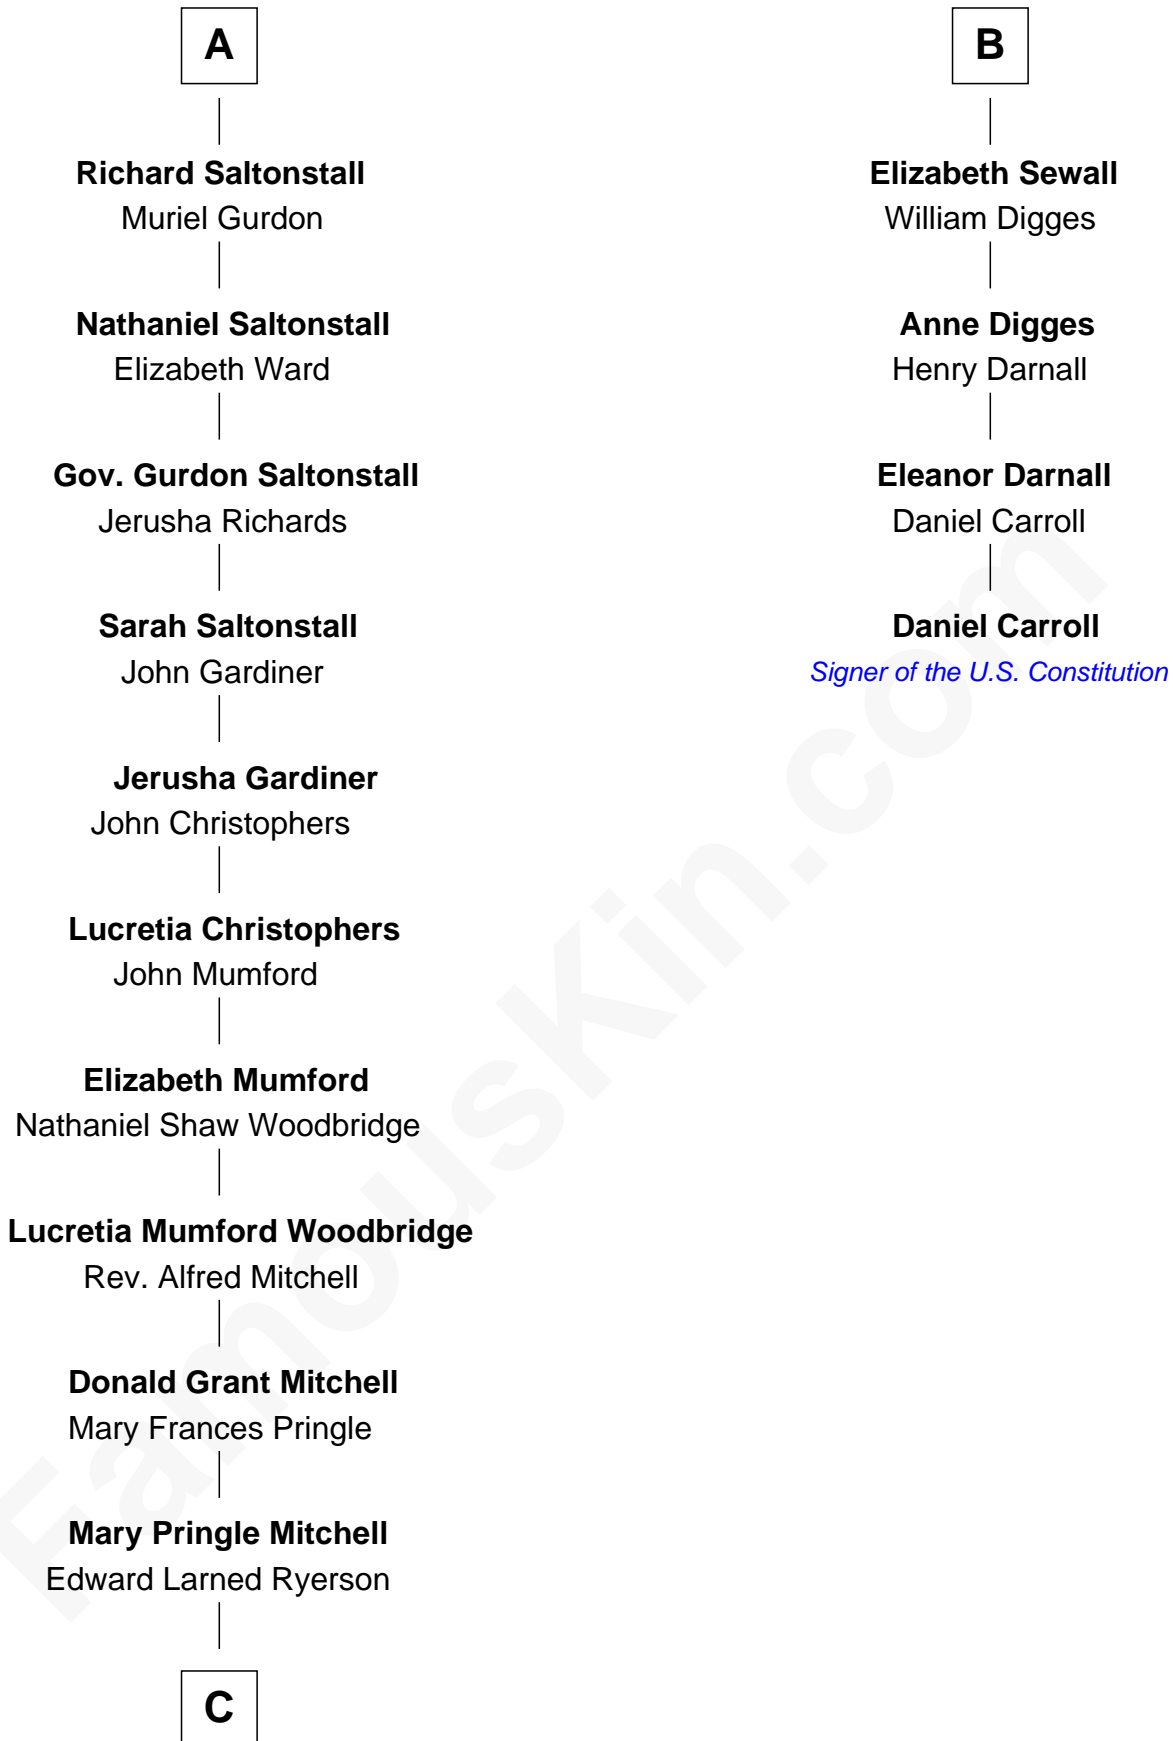 A
Richard Saltonstall
Muriel Gurdon
Nathaniel Saltonstall
Elizabeth Ward
Gov. Gurdon Saltonstall
Jerusha Richards
Sarah Saltonstall
John Gardiner
Jerusha Gardiner
John Christophers
Lucretia Christophers
John Mumford
Elizabeth Mumford
Nathaniel Shaw Woodbridge
Lucretia Mumford Woodbridge
Rev. Alfred Mitchell
Donald Grant Mitchell
Mary Frances Pringle
Mary Pringle Mitchell
Edward Larned Ryerson
C
B
Elizabeth Sewall
William Digges
Anne Digges
Henry Darnall
Eleanor Darnall
Daniel Carroll
Daniel Carroll
Signer of the U.S. Constitution
FamousKin.com